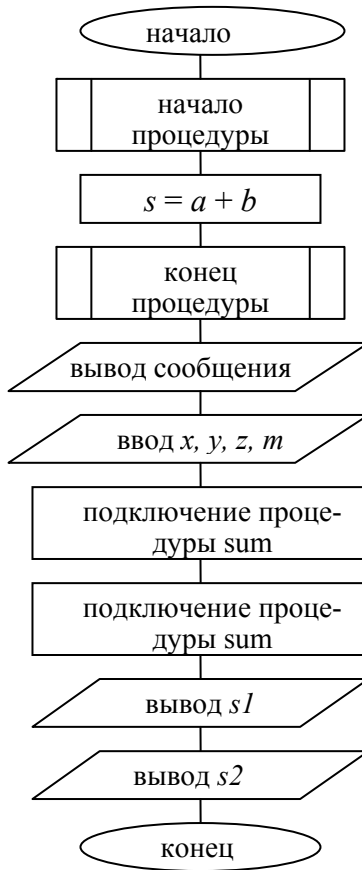 начало
начало
процедуры
s = a + b
конец
процедуры
вывод сообщения
ввод x, y, z, m
подключение проце-
дуры sum
подключение проце-
дуры sum
вывод s1
вывод s2
конец